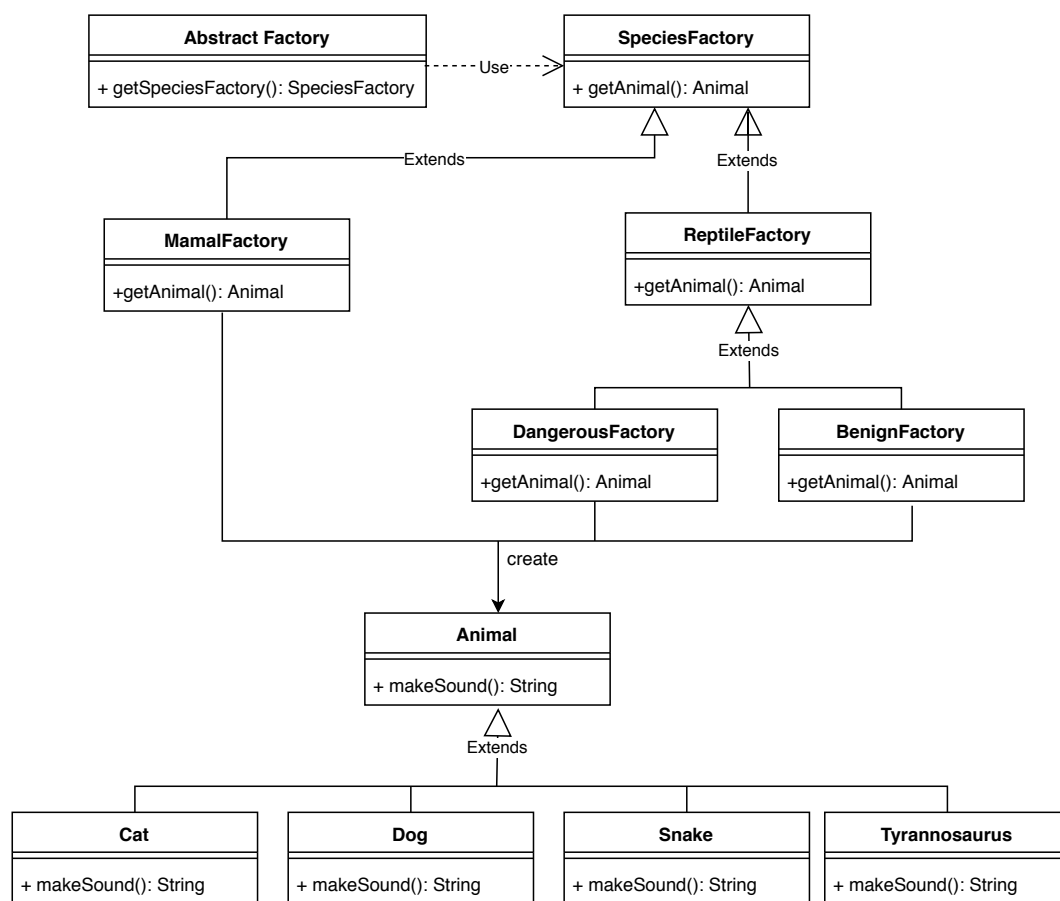 Abstract Factory
+ getSpeciesFactory(): SpeciesFactory
Use
SpeciesFactory
+ getAnimal(): Animal
Extends
Extends
MamalFactory
+getAnimal(): Animal
ReptileFactory
+getAnimal(): Animal
Extends
DangerousFactory
+getAnimal(): Animal
BenignFactory
+getAnimal(): Animal
create
Animal
+ makeSound(): String
Extends
Cat
+ makeSound(): String
Dog
+ makeSound(): String
Snake
+ makeSound(): String
Tyrannosaurus
+ makeSound(): String